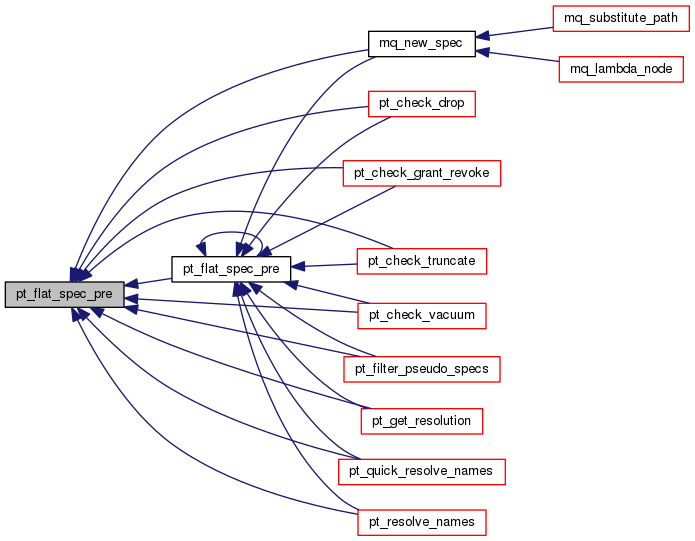 mq_substitute_path
mq_new_spec
mq_lambda_node
pt_check_drop
pt_check_grant_revoke
pt_check_truncate
pt_flat_spec_pre
pt_flat_spec_pre
pt_check_vacuum
pt_filter_pseudo_specs
pt_get_resolution
pt_quick_resolve_names
pt_resolve_names